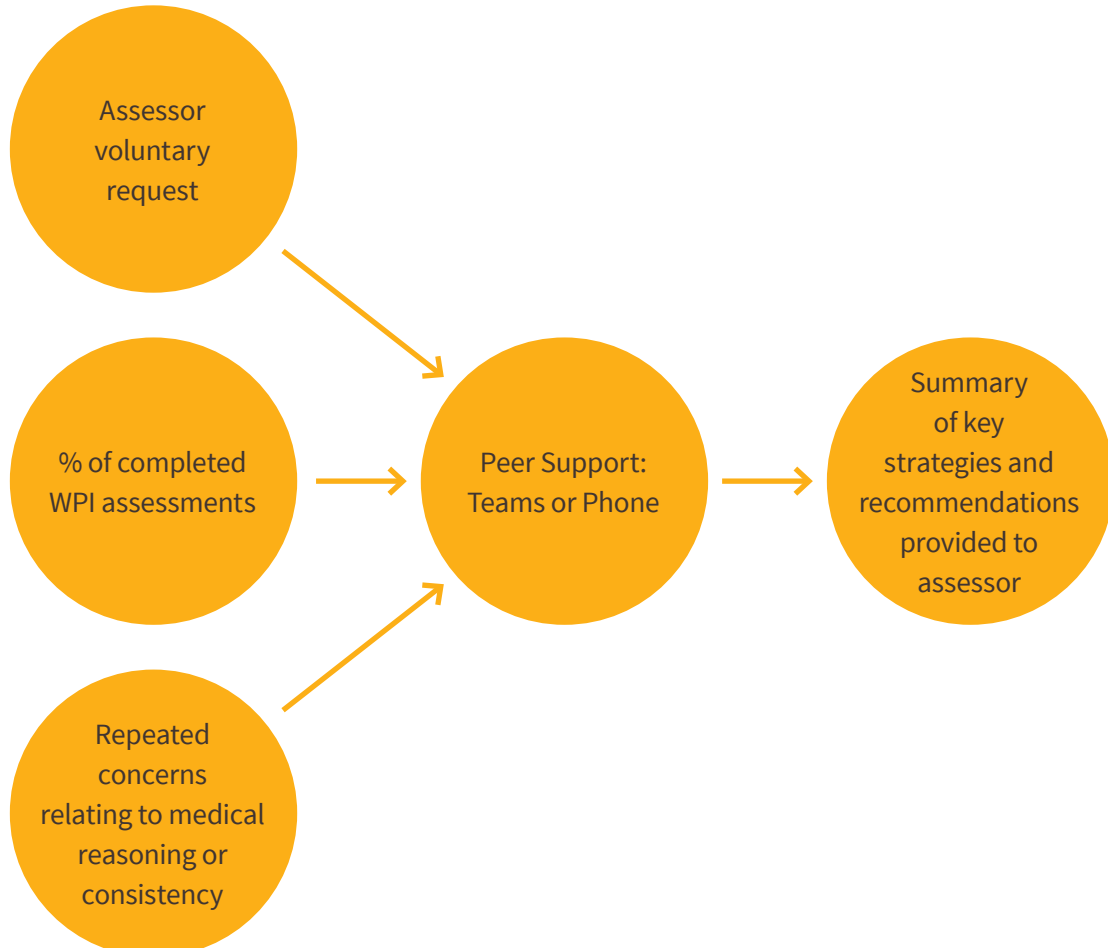 Assessor
voluntary
request
% of completed
WPI assessments
Repeated
concerns
relating to medical
reasoning or
consistency
Peer Support:
Teams or Phone
Summary
of key
strategies and
recommendations
provided to
assessor